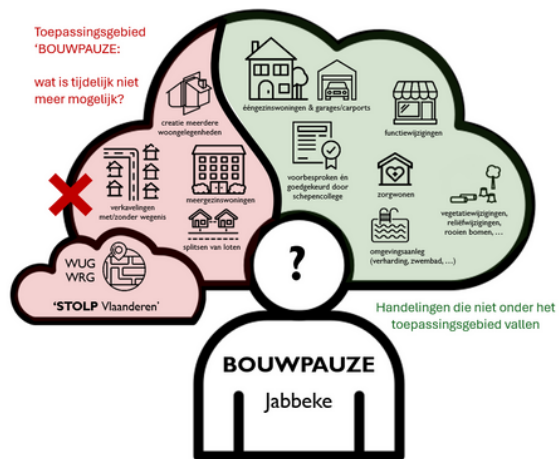 Toepassingsgebied
'BOUWPAUZE:
wat is tijdelijk niet
meer mogelijk?
creatie meerdere
woongelegenheden
verkavelingen
met/zonder wegenis
meergezinswoningen
splitsen van loten
WUG
WRG
'STOLP Vlaanderen'
ééngezinswoningen & garages/carports
functiewijzigingen
voorbesproken én
goedgekeurd door
schepencollege
zorgwonen
vegetatiewijzigingen,
reliëfwijzigingen,
rooien bomen, ...
omgevingsaanleg
(verharding, zwembad, ...)
?
Handelingen die niet onder het
toepassingsgebied vallen
BOUWPAUZE
Jabbeke